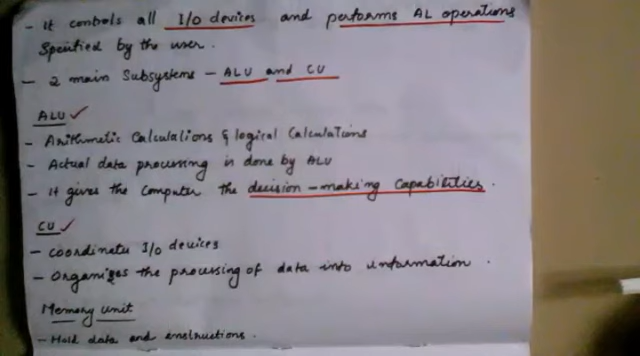 - It controls all I/o devices and performs AL operations
Specified by the user.
- 2 main Subsystems - ALU and CU
ALU ✓
- Arithmetic Calculations & logical Calculations
- Actual data processing is done by ALU
- It gives the Computer the decision-making Capabilities.
CU ✓
- Coordinates I/o devices
- Organizes the processing of data into information.
Memory unit
- Hold data and instructions.